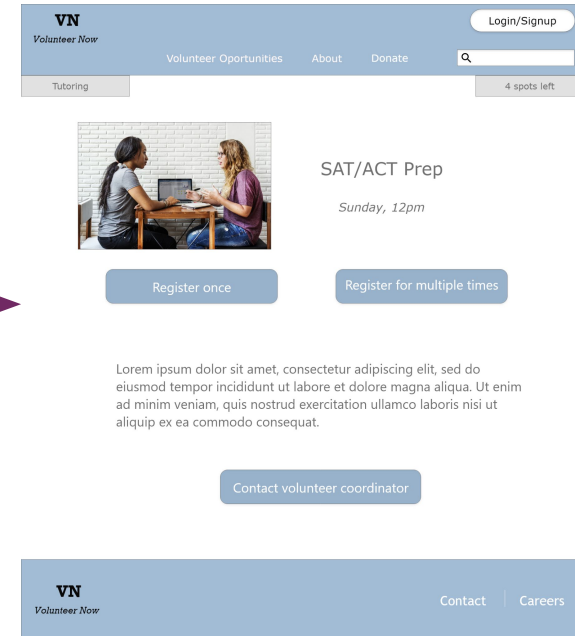 VN
Login/Signup
Volunteer Now
Volunteer Oportunities About Donate
Tutoring
4 spots left
SAT/ACT Prep
Sunday, 12pm
Register once
Register for multiple times
Lorem ipsum dolor sit amet, consectetur adipiscing elit, sed do
eiusmod tempor incididunt ut labore et dolore magna aliqua. Ut enim
ad minim veniam, quis nostrud exercitation ullamco laboris nisi ut
aliquip ex ea commodo consequat.
Contact volunteer coordinator
VN
Volunteer Now
Contact Careers